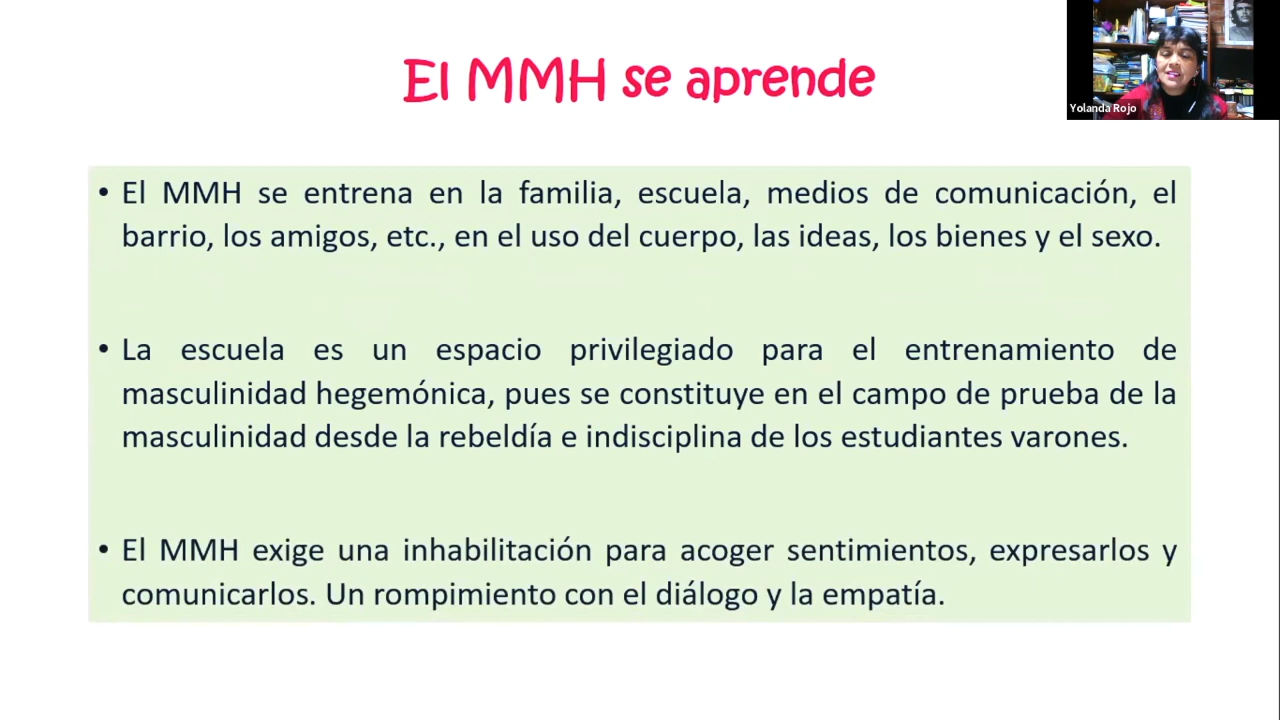 El MMH se aprende
Yolanda Rojo
• El MMH se entrena en la familia, escuela, medios de comunicación, el
barrio, los amigos, etc., en el uso del cuerpo, las ideas, los bienes y el sexo.
• La escuela es un espacio privilegiado para el entrenamiento de
masculinidad hegemónica, pues se constituye en el campo de prueba de la
masculinidad desde la rebeldía e indisciplina de los estudiantes varones.
• El MMH exige una inhabilitación para acoger sentimientos, expresarlos y
comunicarlos. Un rompimiento con el diálogo y la empatía.